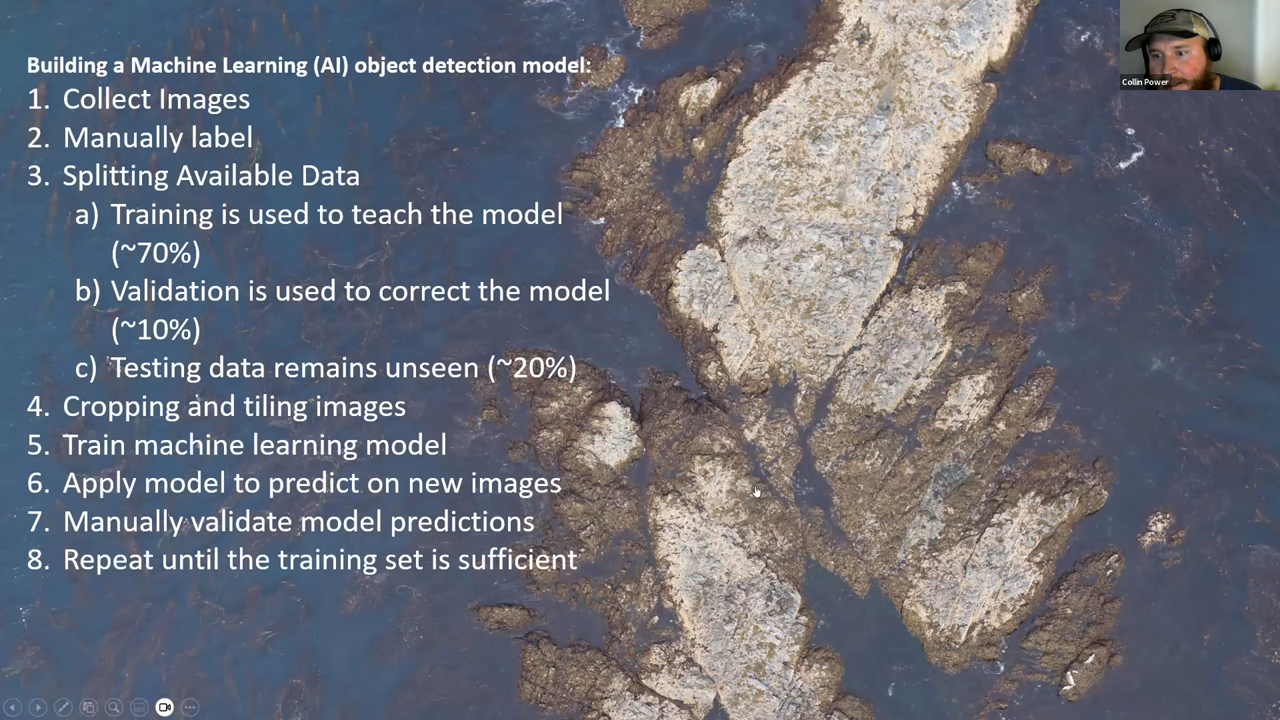 Building a Machine Learning (AI) object detection model:
1. Collect Images
2. Manually label
3. Splitting Available Data
a) Training is used to teach the model
(~70%)
b) Validation is used to correct the model
(~10%)
c) Testing data remains unseen (~20%)
4. Cropping and tiling images
5. Train machine learning model
6. Apply model to predict on new images
7. Manually validate model predictions
8. Repeat until the training set is sufficient
Collin Power